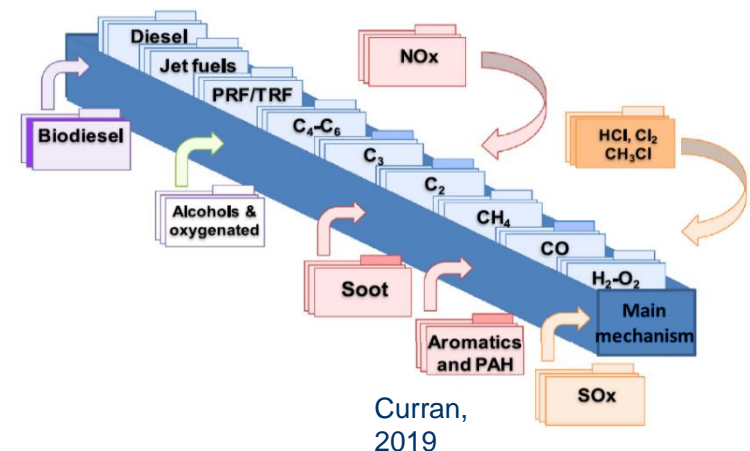 Diesel
Jet fuels
PRF/TRF
C₄-C₆
C₃
C₂
CH₄
CO
H₂-O₂
Main
mechanism
NOx
HCl, Cl₂
CH₃Cl
Biodiesel
Alcohols &
oxygenated
Soot
Aromatics
and PAH
SOx
Curran,
2019